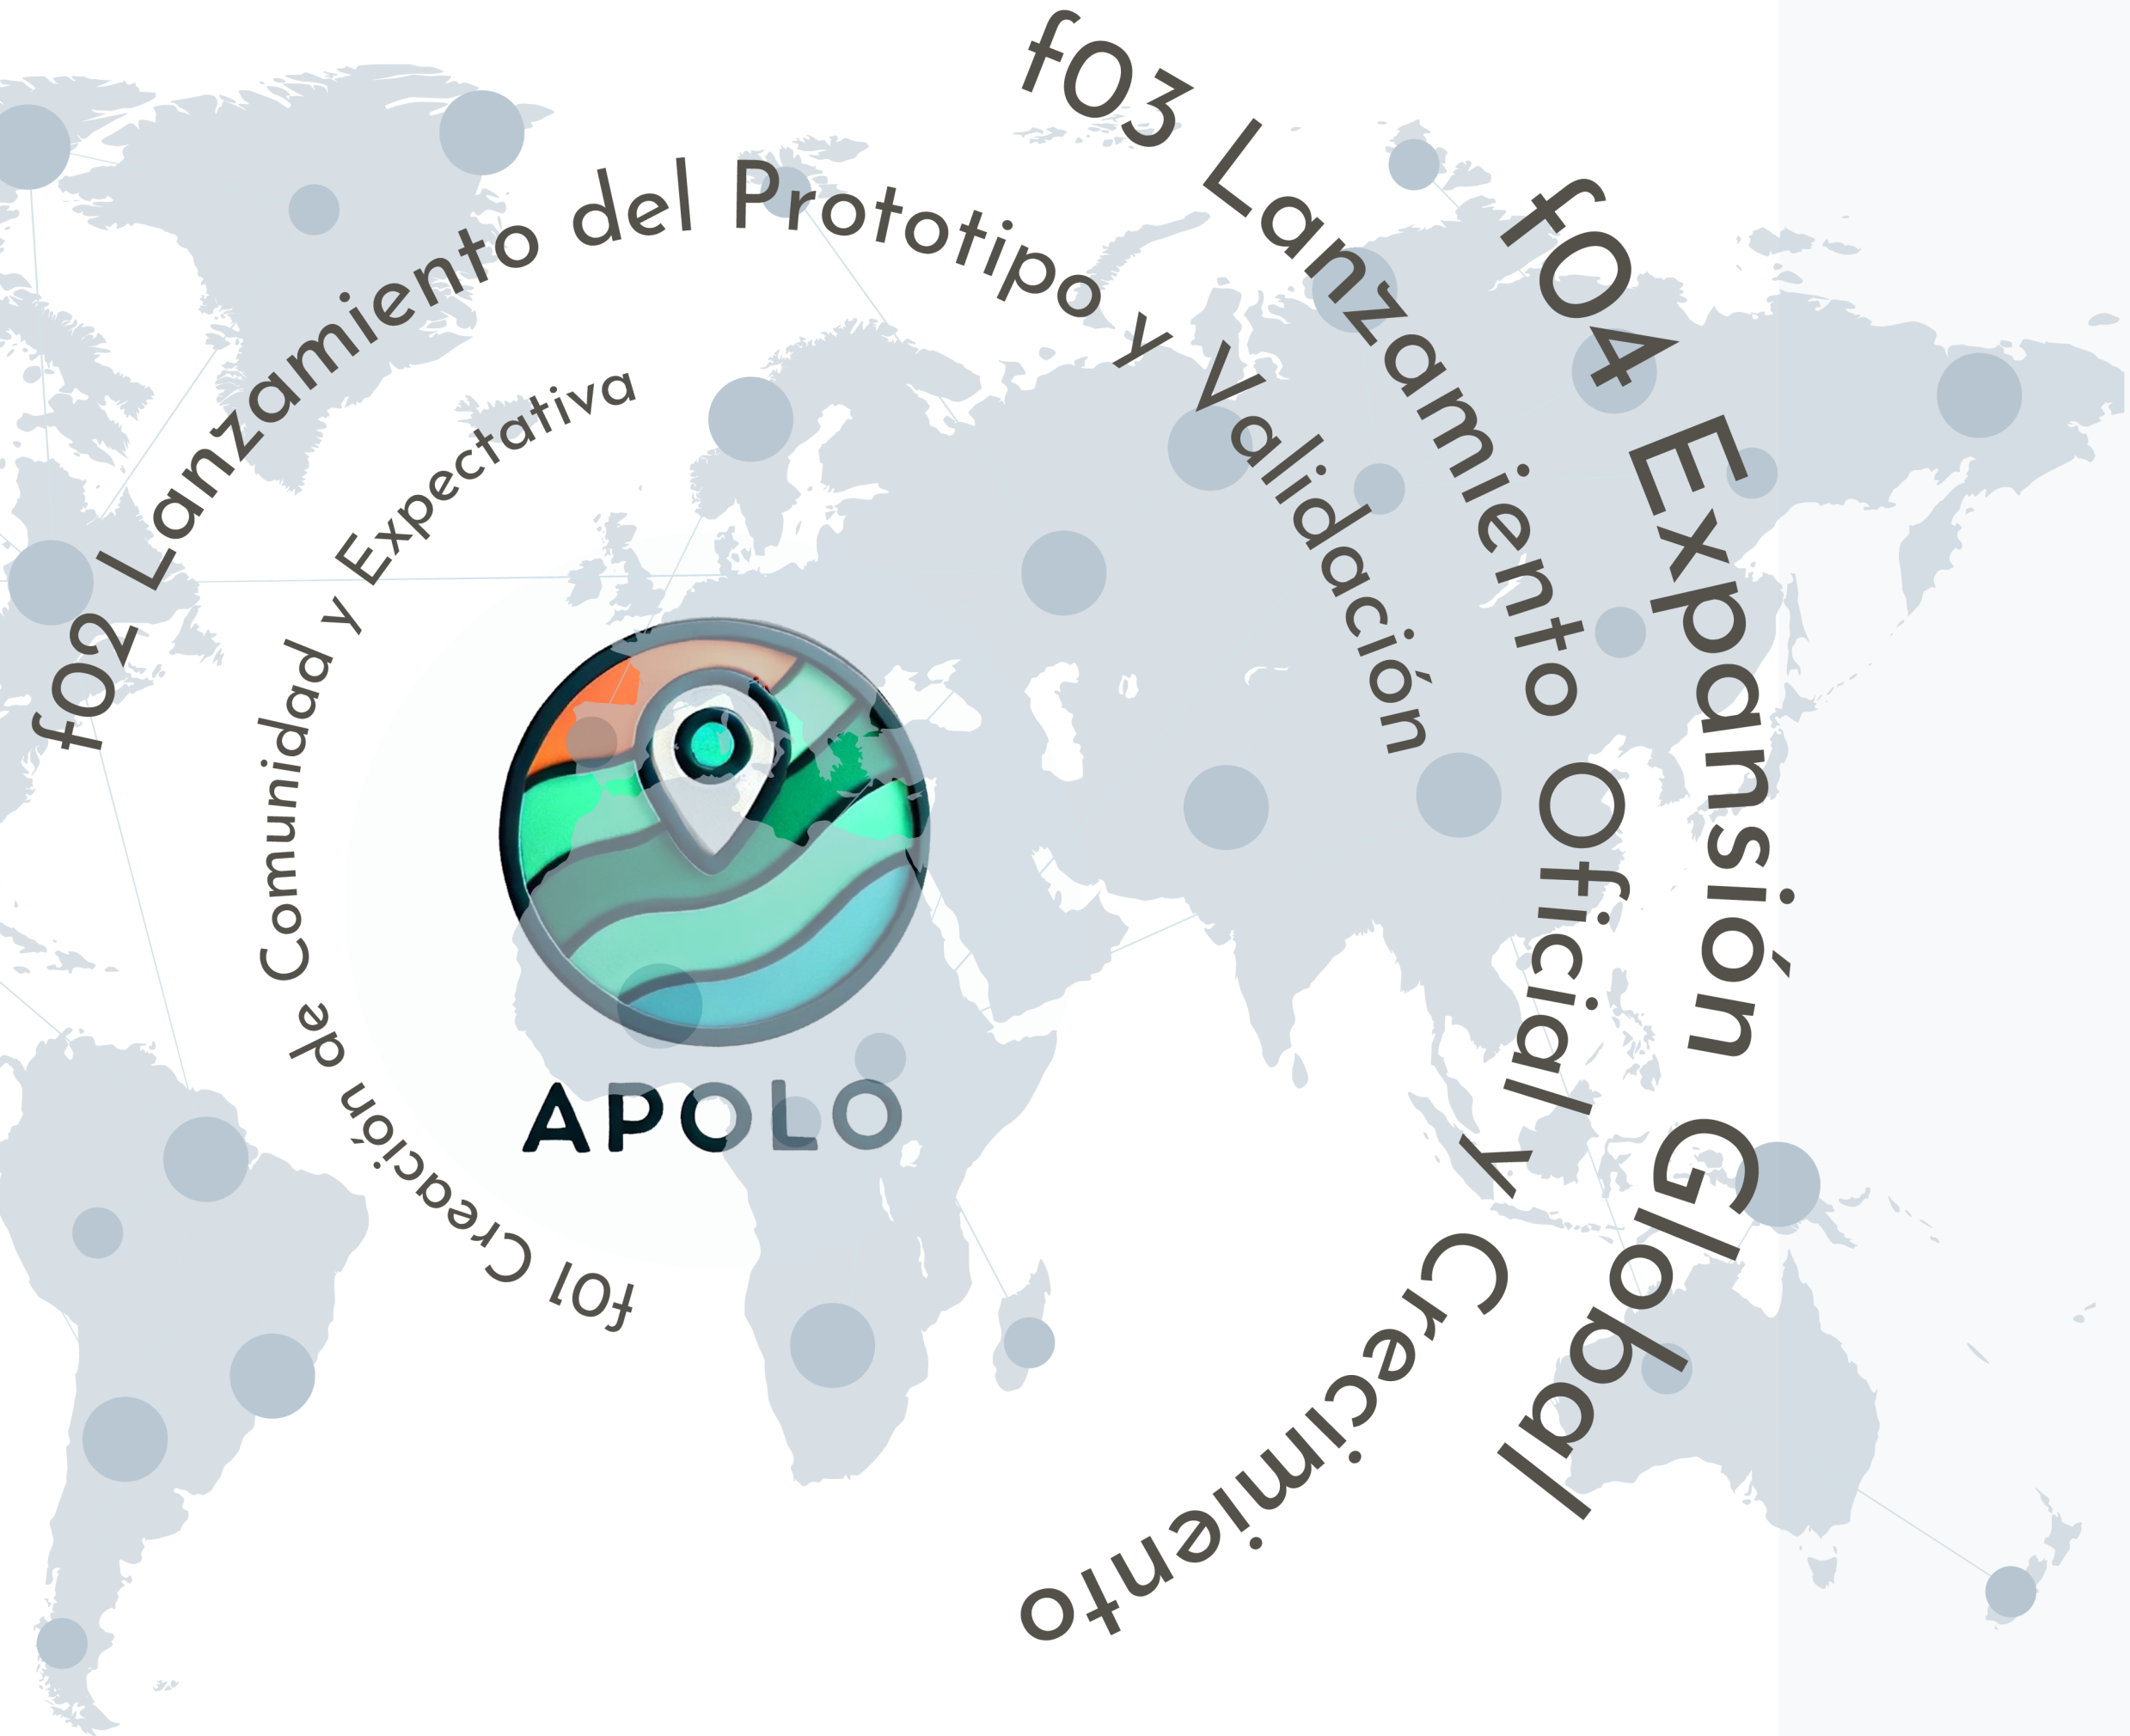 f01 Creación de Comunidad y Expectativa
f02 Lanzamiento del Prototipo y Validación
f03 Lanzamiento Oficial y Crecimiento
f04 Expansión Global
APOLO